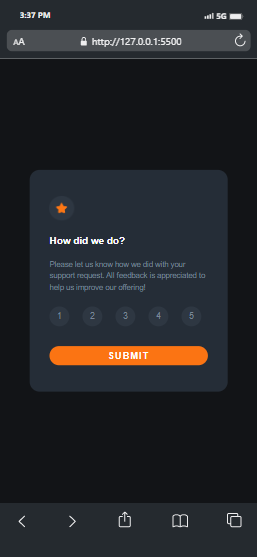 3:37 PM
5G
AA
http://127.0.0.1:5500
How did we do?
Please let us know how we did with your
support request. All feedback is appreciated to
help us improve our offering!
1 2 3 4 5
SUBMIT